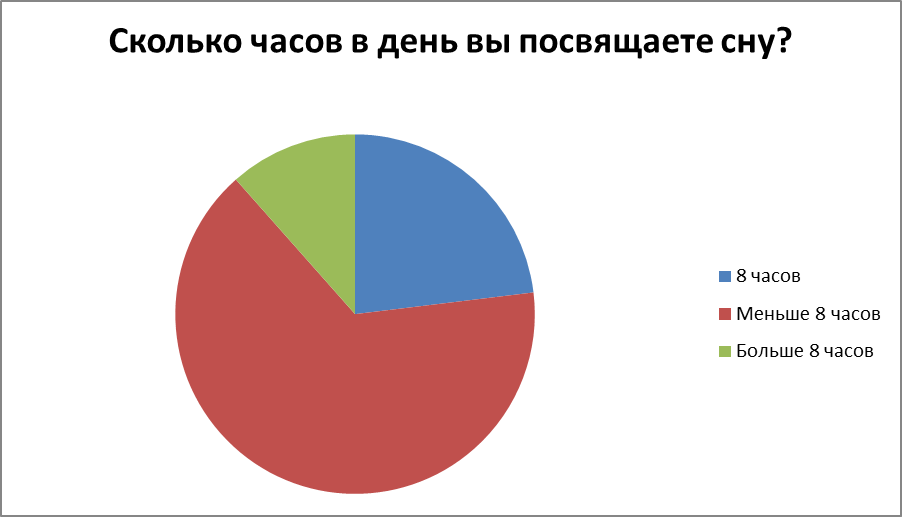 Сколько часов в день вы посвящаете сну?
8 часов
Меньше 8 часов
Больше 8 часов